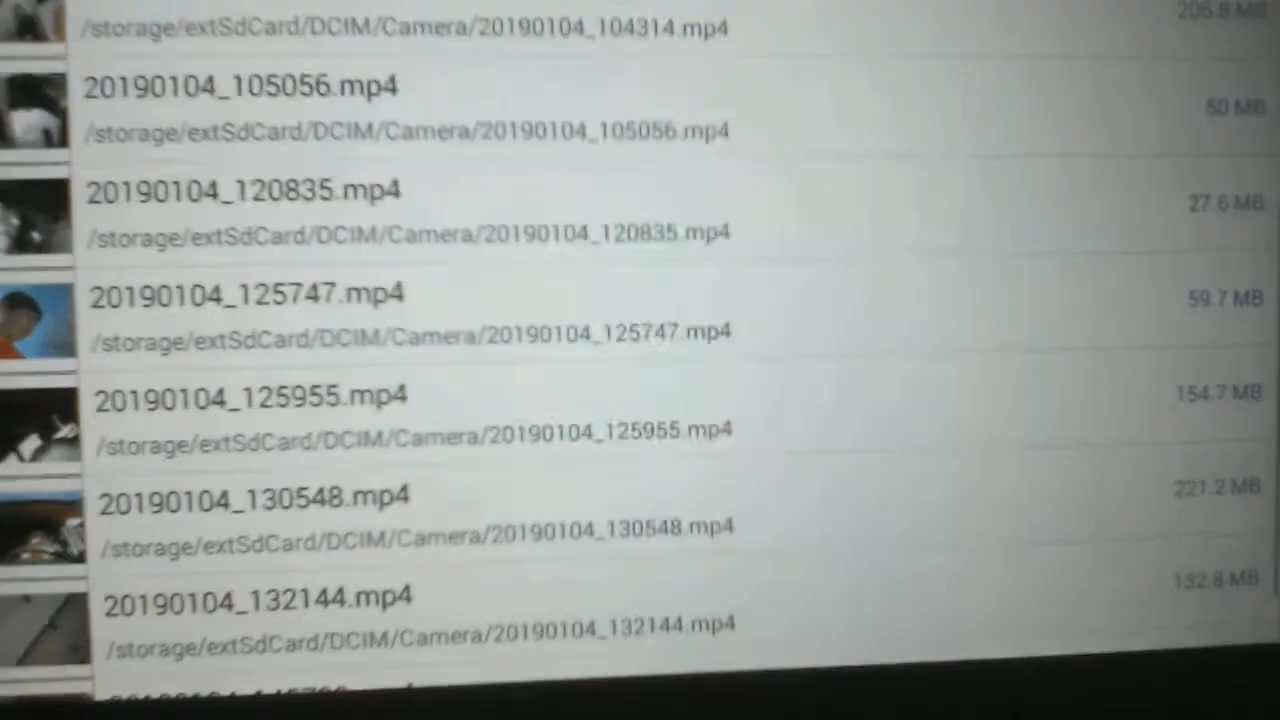 /storage/extSdCard/DCIM/Camera/20190104_104314.mp4
206.8 MB
20190104_105056.mp4
50 MB
/storage/extSdCard/DCIM/Camera/20190104_105056.mp4
20190104_120835.mp4
27.6 MB
/storage/extSdCard/DCIM/Camera/20190104_120835.mp4
20190104_125747.mp4
59.7 MB
/storage/extSdCard/DCIM/Camera/20190104_125747.mp4
20190104_125955.mp4
154.7 MB
/storage/extSdCard/DCIM/Camera/20190104_125955.mp4
20190104_130548.mp4
221.2 MB
/storage/extSdCard/DCIM/Camera/20190104_130548.mp4
20190104_132144.mp4
132.8 MB
/storage/extSdCard/DCIM/Camera/20190104_132144.mp4